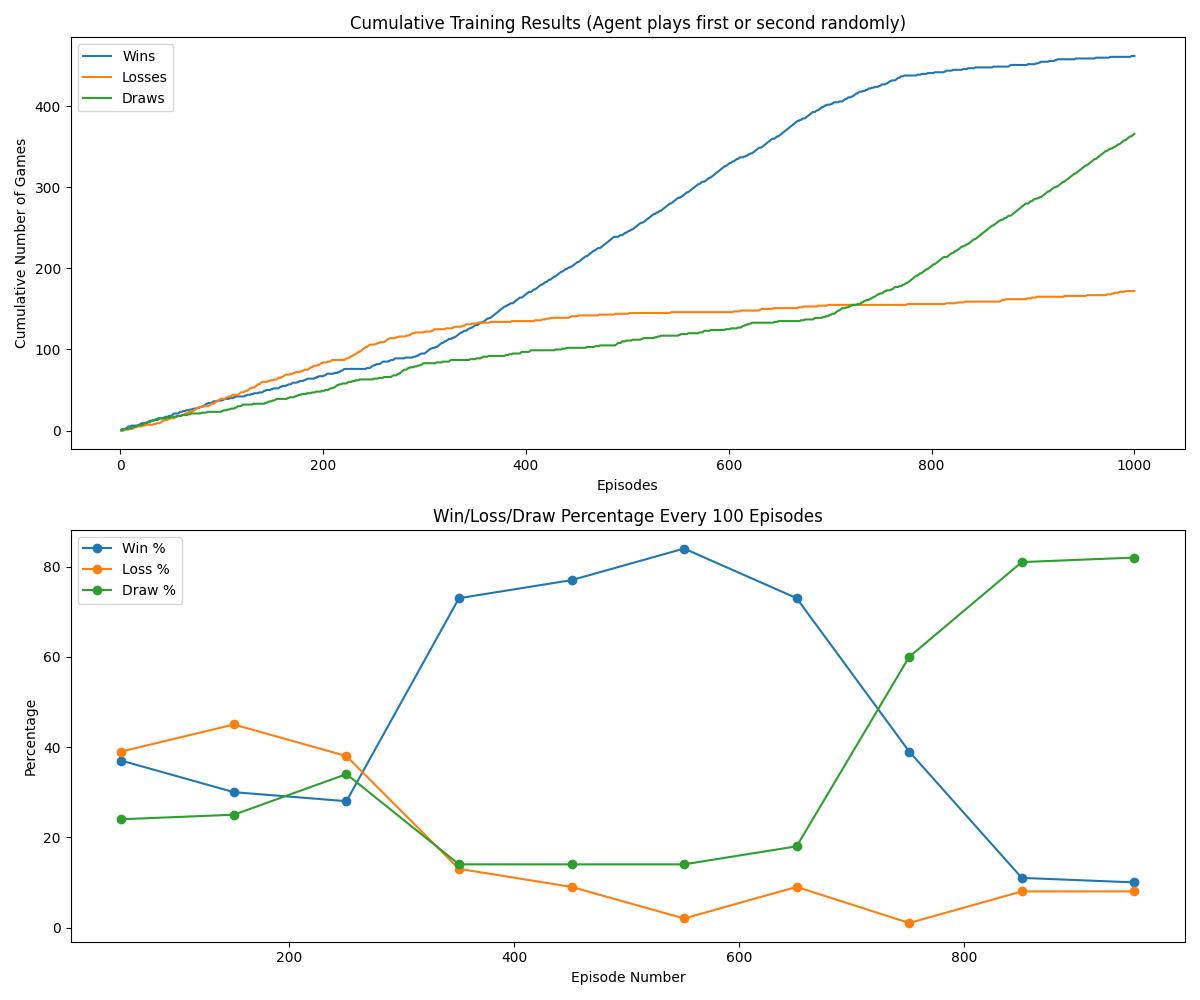 Cumulative Training Results (Agent plays first or second randomly)
Wins
Losses
Draws
Cumulative Number of Games
400
300
200
100
0
0 200 400 600 800 1000
Episodes
Win/Loss/Draw Percentage Every 100 Episodes
Win %
Loss %
Draw %
Percentage
80
60
40
20
0
200 400 600 800
Episode Number